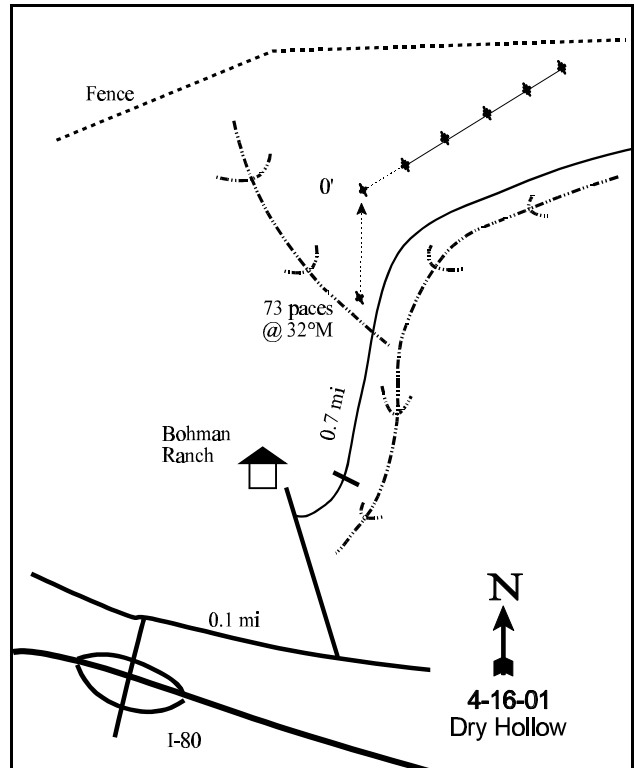 Fence
0'
73 paces
@ 32°M
0.7 mi
Bohman
Ranch
0.1 mi
N
4-16-01
Dry Hollow
I-80